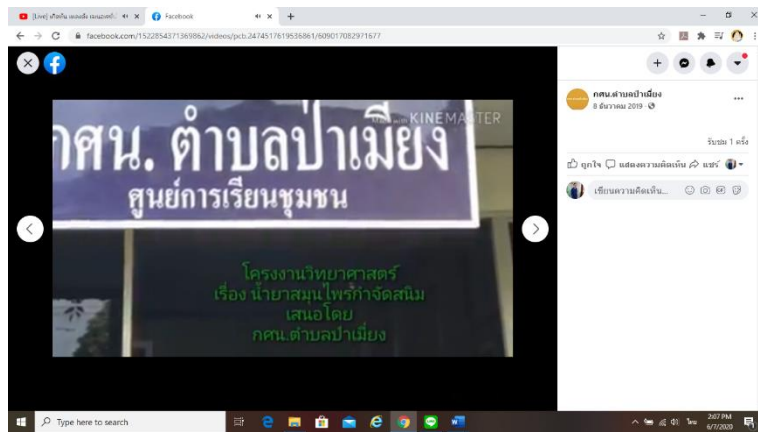 [Live]
Facebook
facebook.com/1522854371369862/videos/pcb.2474517619536861/609017082971677
KINEMASTER
กศน. ตำบลป่าเมี่ยง
ศูนย์การเรียนชุมชน
โครงงานวิทยาศาสตร์
เรื่อง น้ำยาสมุนไพรกำจัดสนิม
เสนอโดย
กศน.ตำบลป่าเมี่ยง
กศน.ตำบลป่าเมี่ยง
8 ธันวาคม 2019
รับชม 1 ครั้ง
ถูกใจ แสดงความคิดเห็น แชร์
เขียนความคิดเห็น...
Type here to search
ไทย
2:07 PM
6/7/2020